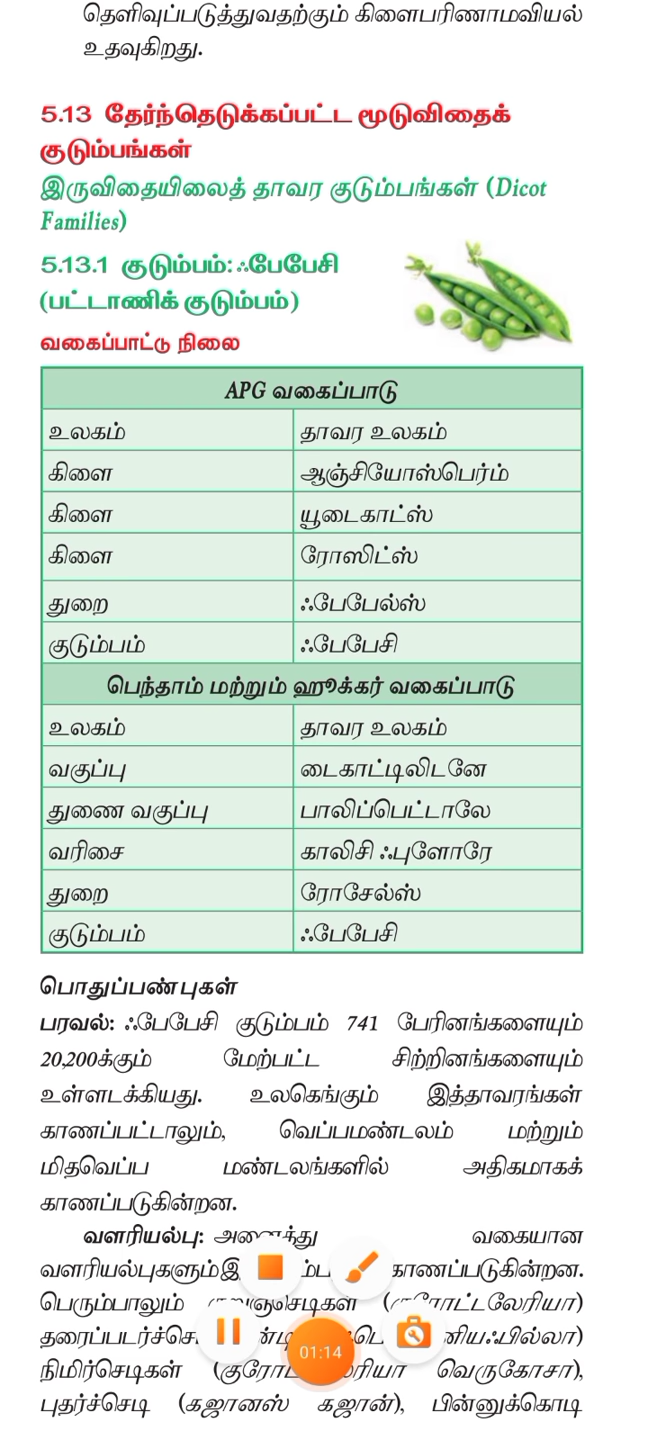 தெளிவுப்படுத்துவதற்கும் கிளைபரிணாமவியல்
உதவுகிறது.
5.13 தேர்ந்தெடுக்கப்பட்ட மூடுவிதைக்
குடும்பங்கள்
இருவிதையிலைத் தாவர குடும்பங்கள் (Dicot
Families)
5.13.1 குடும்பம்:ஃபேபேசி
(பட்டாணிக் குடும்பம்)
வகைப்பாட்டு நிலை
APG வகைப்பாடு
உலகம் தாவர உலகம்
கிளை ஆஞ்சியோஸ்பெர்ம்
கிளை யூடைகாட்ஸ்
கிளை ரோஸிட்ஸ்
துறை ஃபேபேல்ஸ்
குடும்பம் ஃபேபேசி
பெந்தாம் மற்றும் ஹூக்கர் வகைப்பாடு
உலகம் தாவர உலகம்
வகுப்பு டைகாட்டிலிடனே
துணை வகுப்பு பாலிப்பெட்டாலே
வரிசை காலிசி ஃபுளோரே
துறை ரோசேல்ஸ்
குடும்பம் ஃபேபேசி
பொதுப்பண்புகள்
பரவல்: ஃபேபேசி குடும்பம் 741 பேரினங்களையும்
20,200க்கும் மேற்பட்ட சிற்றினங்களையும்
உள்ளடக்கியது. உலகெங்கும் இத்தாவரங்கள்
காணப்பட்டாலும், வெப்பமண்டலம் மற்றும்
மிதவெப்ப மண்டலங்களில் அதிகமாகக்
காணப்படுகின்றன.
வளரியல்பு: அனைத்து வகையான
வளரியல்புகளும் காணப்படுகின்றன.
பெரும்பாலும் (குரோட்டலேரியா)
நிமிர்செடிகள் வெருகோசா),
புதர்ச்செடி (கஜானஸ் கஜான்), பின்னுக்கொடி
01:14